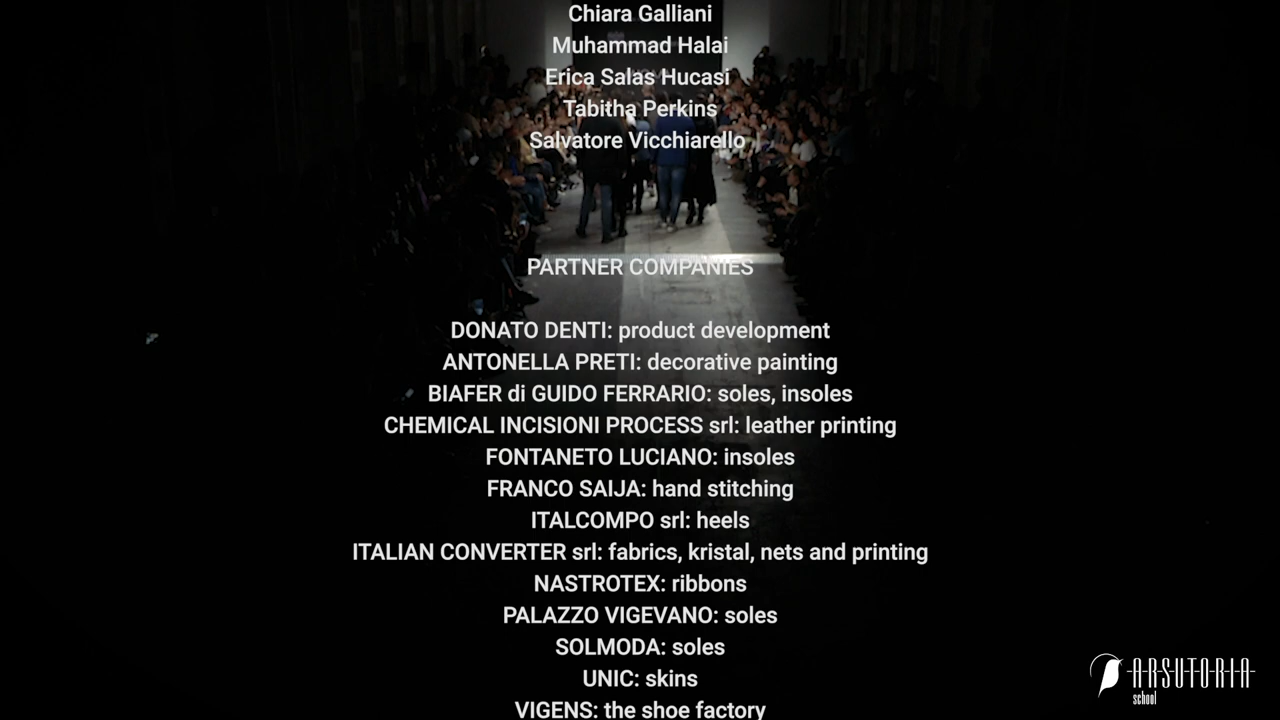 Chiara Galliani
Muhammad Halai
Erica Salas Hucasi
Tabitha Perkins
Salvatore Vicchiarello
PARTNER COMPANIES
DONATO DENTI: product development
ANTONELLA PRETI: decorative painting
BIAFER di GUIDO FERRARIO: soles, insoles
CHEMICAL INCISIONI PROCESS srl: leather printing
FONTANETO LUCIANO: insoles
FRANCO SAIJA: hand stitching
ITALCOMPO srl: heels
ITALIAN CONVERTER srl: fabrics, kristal, nets and printing
NASTROTEX: ribbons
PALAZZO VIGEVANO: soles
SOLMODA: soles
UNIC: skins
VIGENS: the shoe factory
ARSUTORIA
school